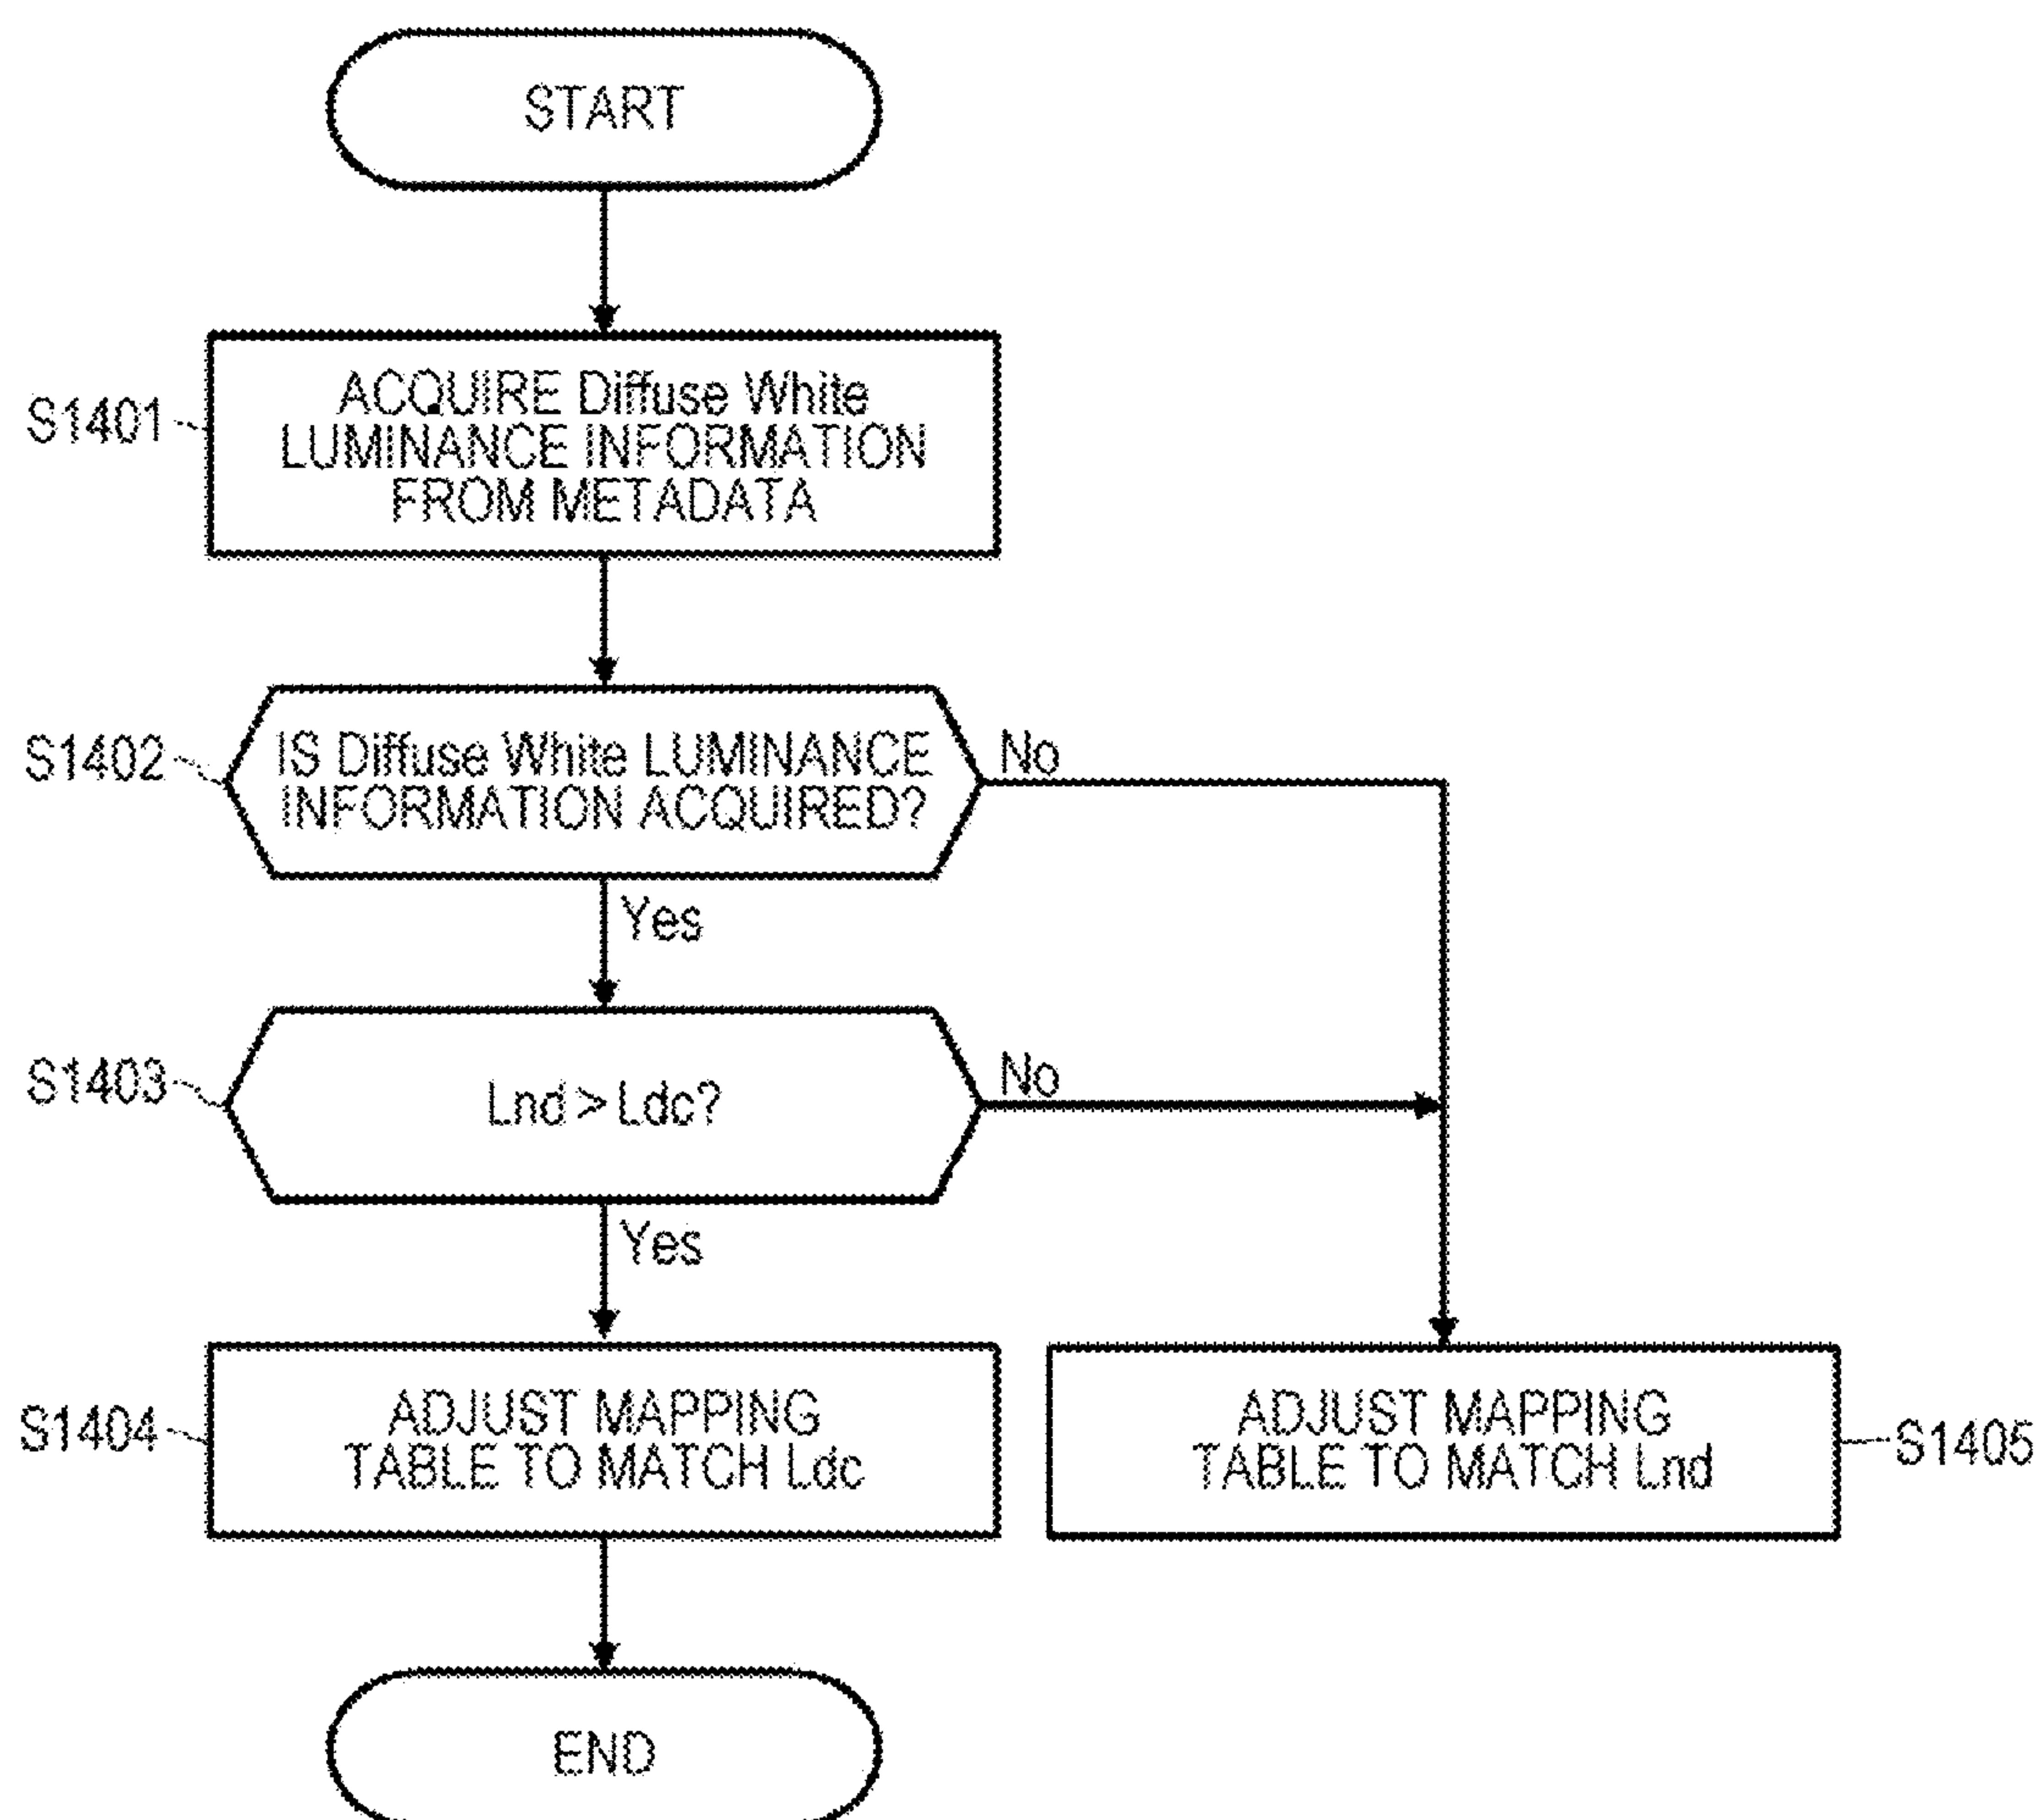 START
S1401
ACQUIRE Diffuse White
LUMINANCE INFORMATION
FROM METADATA
S1402
IS Diffuse White LUMINANCE
INFORMATION ACQUIRED?
No
Yes
S1403
Lnd > Ldc?
No
Yes
S1404
ADJUST MAPPING
TABLE TO MATCH Ldc
ADJUST MAPPING
TABLE TO MATCH Lnd
S1405
END